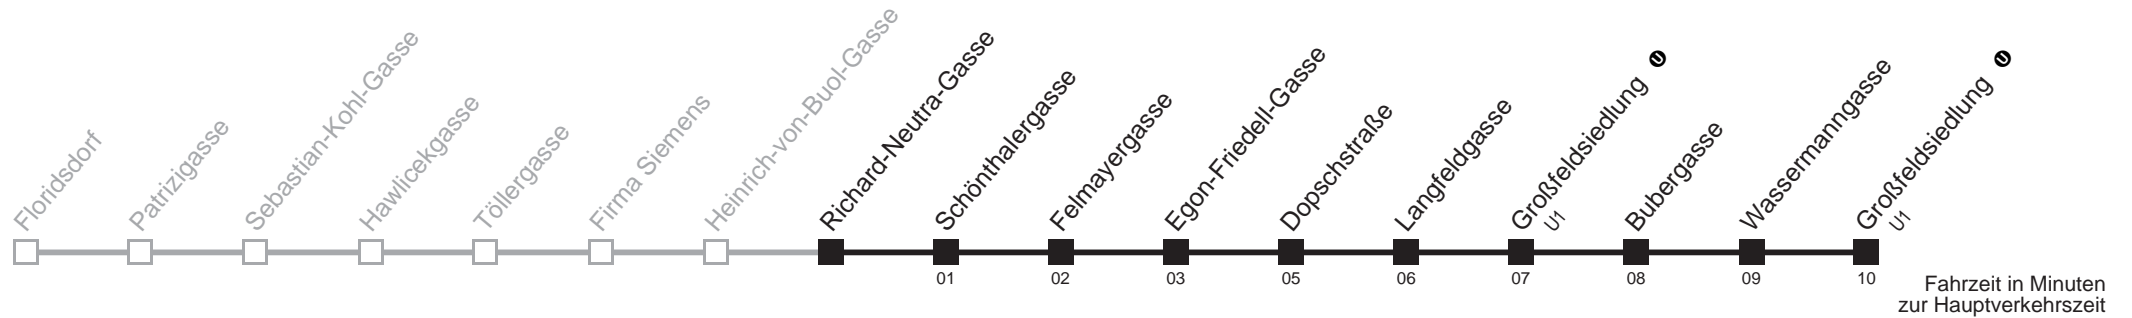 Floridsdorf
Patrizigasse
Sebastian-Kohl-Gasse
Hawlicekgasse
Töllergasse
Firma Siemens
Heinrich-von-Buol-Gasse
Richard-Neutra-Gasse
Schönthalergasse
Felmayergasse
Egon-Friedell-Gasse
Dopschstraße
Langfeldgasse
Großfeldsiedlung U
U1
Bubergasse
Wassermanngasse
Großfeldsiedlung U
U1
01 02 03 05 06 07 08 09 10
Fahrzeit in Minuten
zur Hauptverkehrszeit